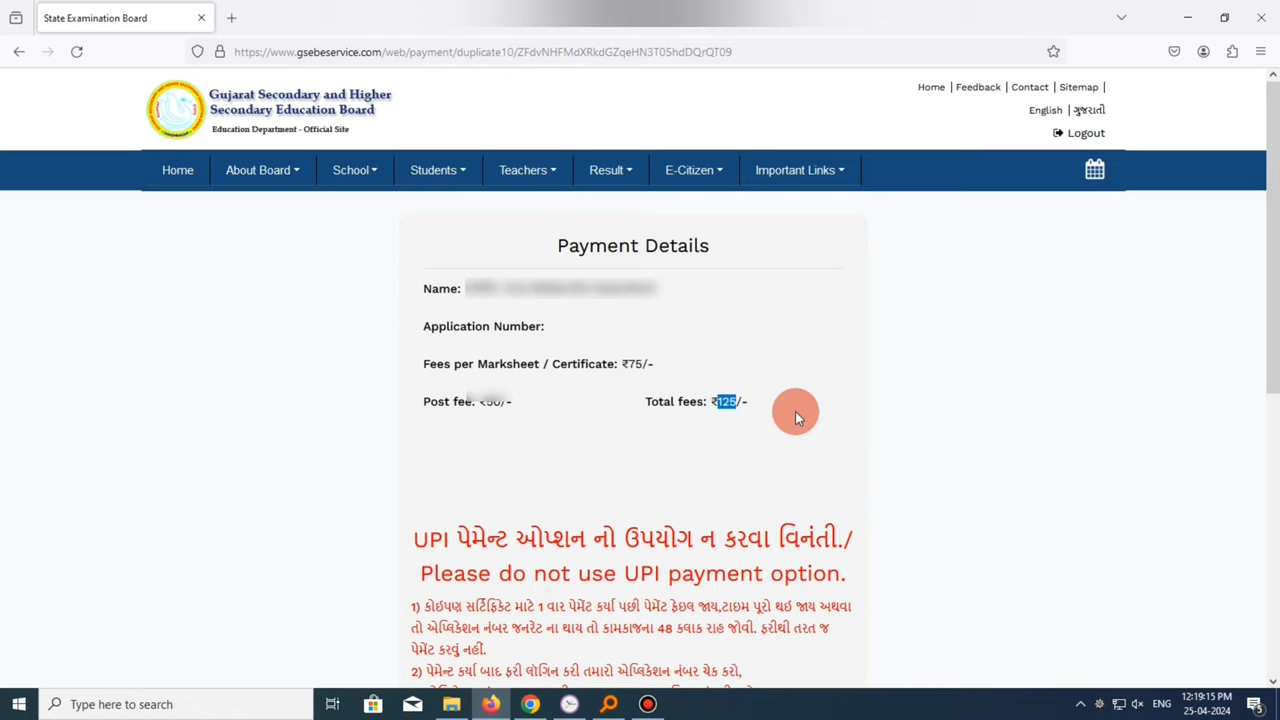 State Examination Board
https://www.gsebeservice.com/web/payment/duplicate10/ZFdvNHFMdXRkdGZqeHN3T05hdDQrQT09
Gujarat Secondary and Higher
Secondary Education Board
Education Department - Official Site
Home | Feedback | Contact | Sitemap |
English | ગુજરાતી
Logout
Home About Board School Students Teachers Result E-Citizen Important Links
Payment Details
Name:
Application Number:
Fees per Marksheet / Certificate: ₹75/-
Post fee: ₹50/- Total fees: ₹125/-
UPI પેમેન્ટ ઓપ્શન નો ઉપયોગ ન કરવા વિનંતી./
Please do not use UPI payment option.
1) કોઈપણ સર્ટિફિકેટ માટે 1 વાર પેમેંટ કર્યા પછી પેમેંટ ફેઇલ જાય,ટાઇમ પૂરો થઈ જાય અથવા
તો એપ્લિકેશન નંબર જનરેટ ના થાય તો કામકાજના 48 કલાક રાહ જોવી. ફરીથી તરત જ
પેમેંટ કરવું નહીં.
2) પેમેન્ટ કર્યા બાદ ફરી લૉગિન કરી તમારો એપ્લિકેશન નંબર ચેક કરો,
Type here to search
ENG
12:19:15 PM
25-04-2024
5